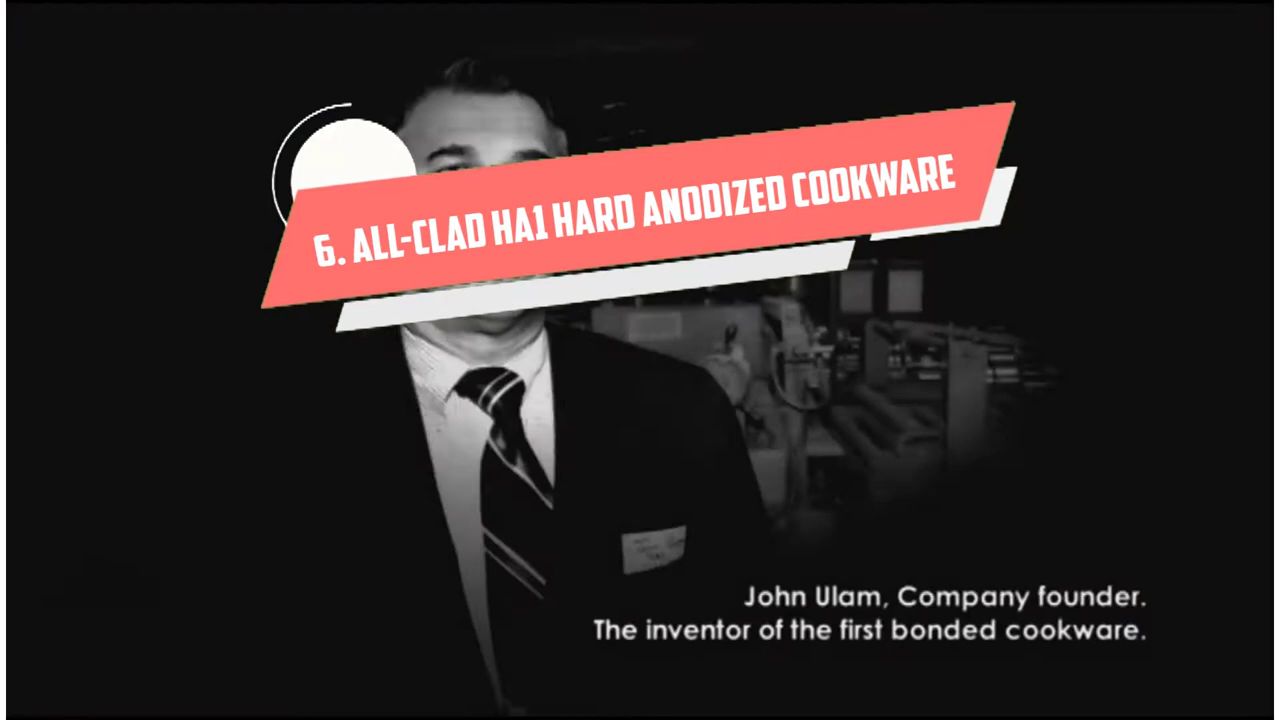 6. ALL-CLAD HA1 HARD ANODIZED COOKWARE
John Ulam, Company founder.
The inventor of the first bonded cookware.